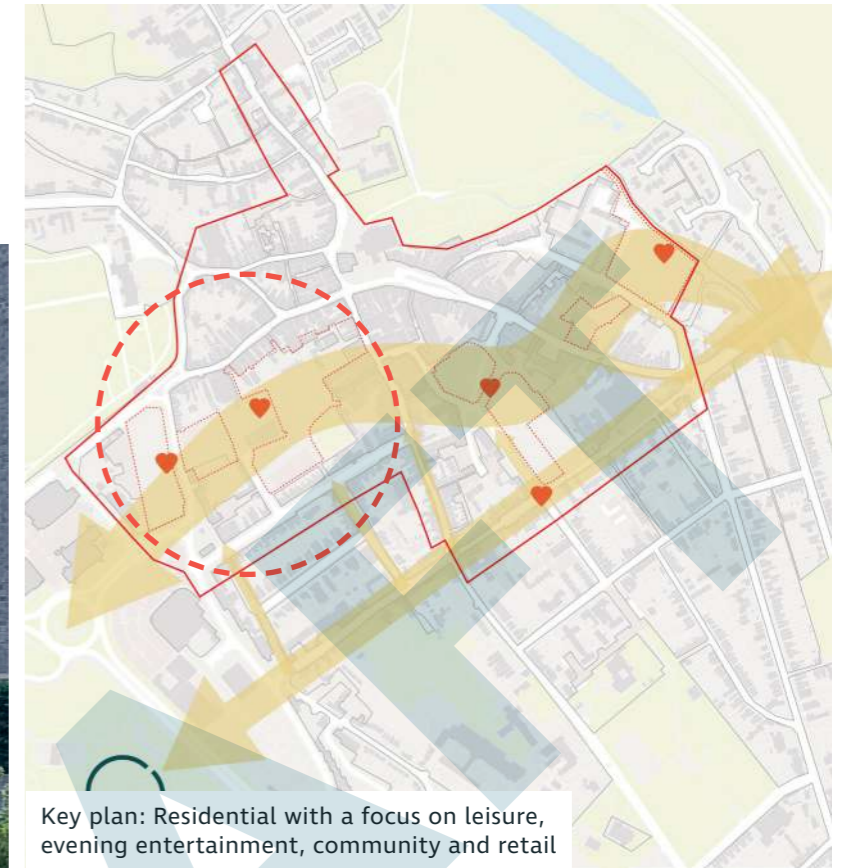 Key plan: Residential with a focus on leisure,
evening entertainment, community and retail